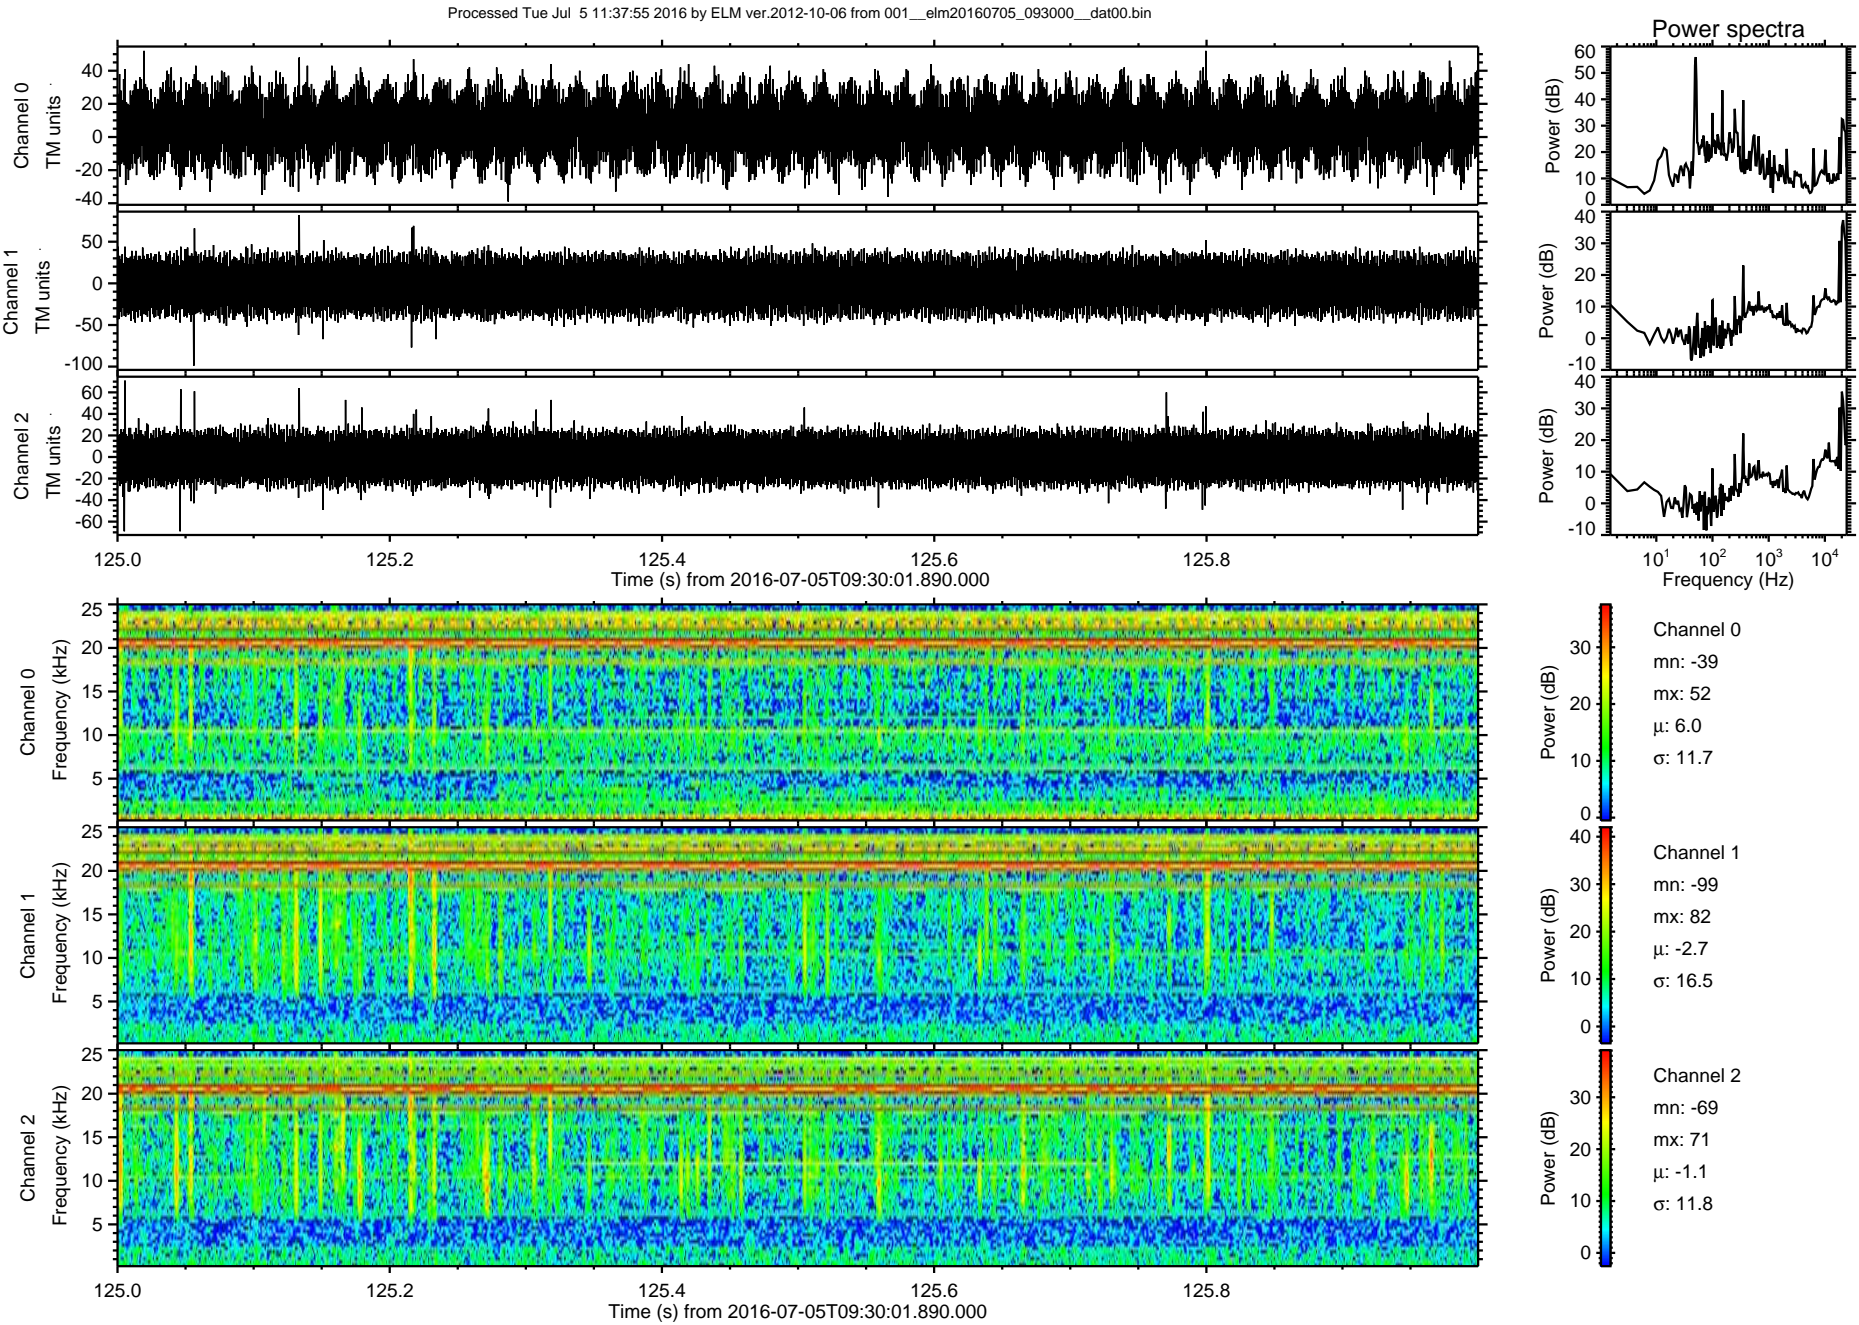 Processed Tue Jul  5 11:37:55 2016 by ELM ver.2012-10-06 from 001__elm20160705_093000__dat00.bin
Power spectra
Channel 0
TM units
40
20
0
-20
-40
Power (dB)
60
50
40
30
20
10
0
Channel 1
TM units
50
0
-50
-100
Power (dB)
40
30
20
10
0
-10
Channel 2
TM units
60
40
20
0
-20
-40
-60
Power (dB)
40
30
20
10
0
-10
125.0 125.2 125.4 125.6 125.8
Time (s) from 2016-07-05T09:30:01.890.000
10¹ 10² 10³ 10⁴
Frequency (Hz)
Channel 0
Frequency (kHz)
25
20
15
10
5
Power (dB)
30
20
10
0
Channel 0
mn: -39
mx: 52
μ: 6.0
σ: 11.7
Channel 1
Frequency (kHz)
25
20
15
10
5
Power (dB)
40
30
20
10
0
Channel 1
mn: -99
mx: 82
μ: -2.7
σ: 16.5
Channel 2
Frequency (kHz)
25
20
15
10
5
Power (dB)
30
20
10
0
Channel 2
mn: -69
mx: 71
μ: -1.1
σ: 11.8
125.0 125.2 125.4 125.6 125.8
Time (s) from 2016-07-05T09:30:01.890.000